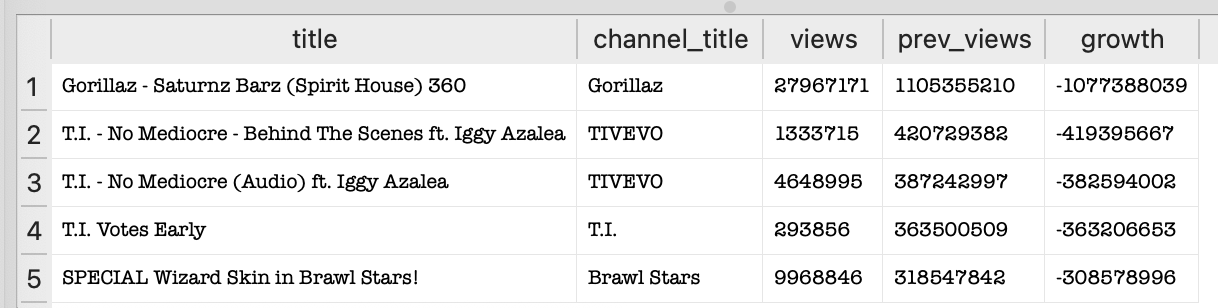 title channel_title views prev_views growth
1 Gorillaz - Saturnz Barz (Spirit House) 360 Gorillaz 27967171 1105355210 -1077388039
2 T.I. - No Mediocre - Behind The Scenes ft. Iggy Azalea TIVEVO 1333715 420729382 -419395667
3 T.I. - No Mediocre (Audio) ft. Iggy Azalea TIVEVO 4648995 387242997 -382594002
4 T.I. Votes Early T.I. 293856 363500509 -363206653
5 SPECIAL Wizard Skin in Brawl Stars! Brawl Stars 9968846 318547842 -308578996